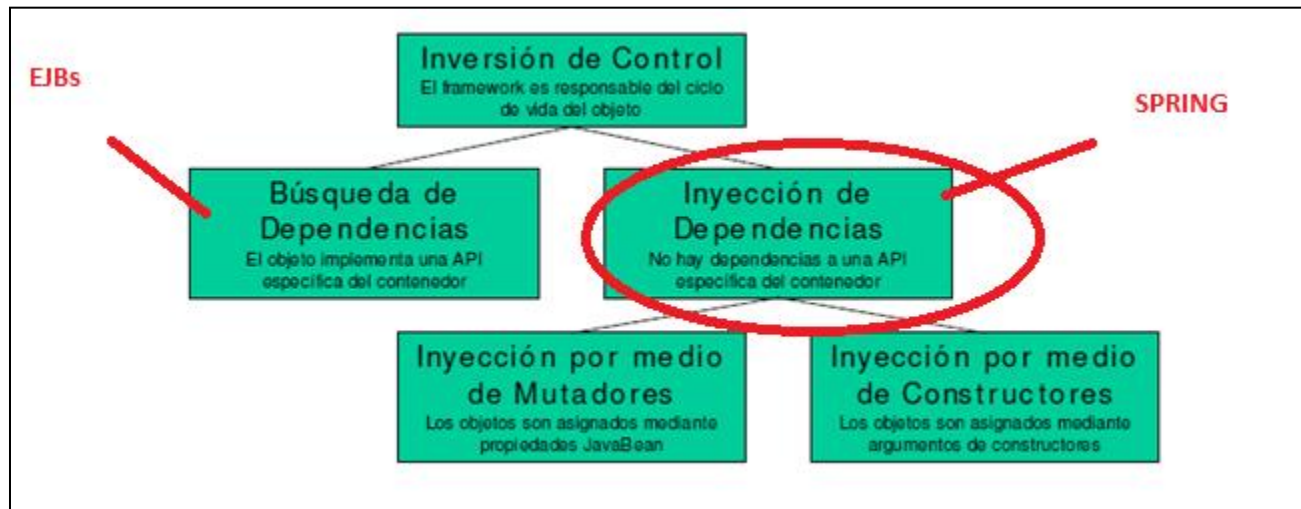 Inversión de Control
El framework es responsable del ciclo
de vida del objeto
EJBs
SPRING
Búsqueda de
Dependencias
El objeto implementa una API
específica del contenedor
Inyección de
Dependencias
No hay dependencias a una API
específica del contenedor
Inyección por medio
de Mutadores
Los objetos son asignados mediante
propiedades JavaBean
Inyección por medio
de Constructores
Los objetos son asignados mediante
argumentos de constructores